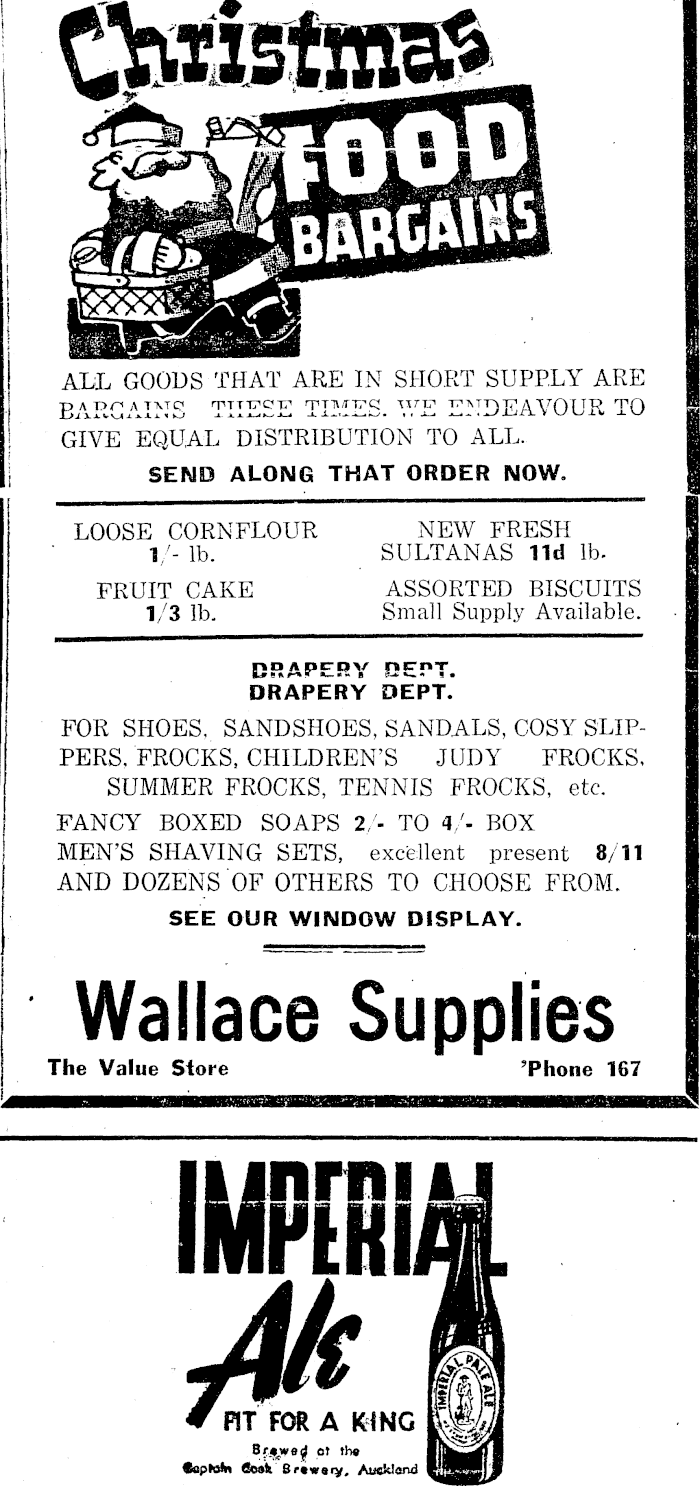 Christmas
FOOD
BARGAINS
ALL GOODS THAT ARE IN SHORT SUPPLY ARE
BARGAINS THESE TIMES. WE ENDEAVOUR TO
GIVE EQUAL DISTRIBUTION TO ALL.
SEND ALONG THAT ORDER NOW.
LOOSE CORNFLOUR
1/- lb.
NEW FRESH
SULTANAS 11d lb.
FRUIT CAKE
1/3 lb.
ASSORTED BISCUITS
Small Supply Available.
DRAPERY DEPT.
DRAPERY DEPT.
FOR SHOES, SANDSHOES, SANDALS, COSY SLIP-
PERS, FROCKS, CHILDREN'S JUDY FROCKS,
SUMMER FROCKS, TENNIS FROCKS, etc.
FANCY BOXED SOAPS 2/- TO 4/- BOX
MEN'S SHAVING SETS, excellent present 8/11
AND DOZENS OF OTHERS TO CHOOSE FROM.
SEE OUR WINDOW DISPLAY.
Wallace Supplies
The Value Store 'Phone 167
IMPERIAL
Ale
FIT FOR A KING
Brewed at the
Captain Cook Brewery, Auckland
IMPERIAL PALE ALE